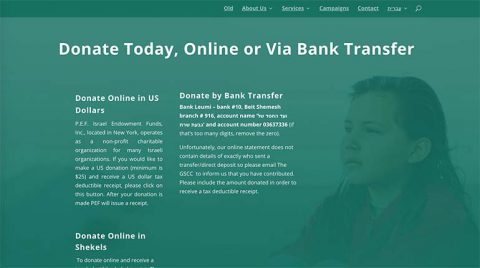 Old About Us Services Campaigns Contact עברית
Donate Today, Online or Via Bank Transfer
Donate Online in US
Dollars
P.E.F. Israel Endowment Funds,
Inc., located in New York, operates
as a non-profit charitable
organization for many Israeli
organizations. If you would like to
make a US donation (minimum is
$25) and receive a US dollar tax
deductible receipt, please click on
this button. After your donation is
made PEF will issue a receipt.
Donate Online in
Shekels
To donate online and receive a
Donate by Bank Transfer
Bank Leumi – bank #10, Beit Shemesh
branch # 916, account name "ועד החסד של
גבעת שרת" and account number 03637336 (if
that's too many digits, remove the zero).
Unfortunately, our online statement does not
contain details of exactly who sent a
transfer/direct deposit so please email The
GSCC to inform us that you have contributed.
Please include the amount donated in order to
receive a tax deductible receipt.